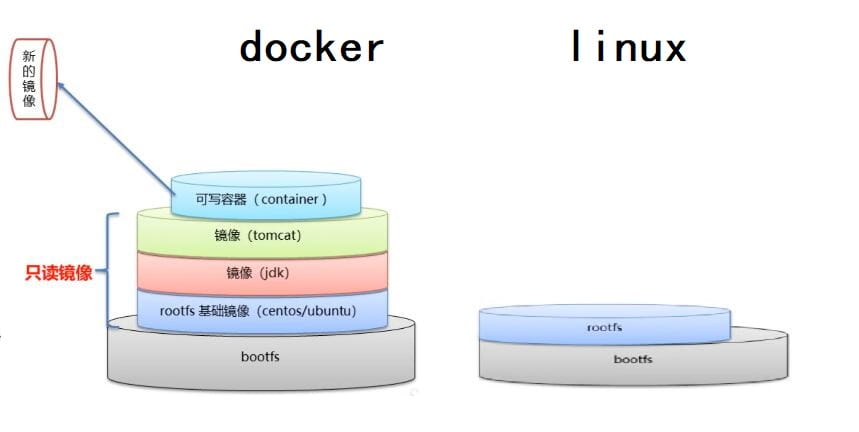 docker
linux
新的镜像
可写容器（container）
镜像（tomcat）
只读镜像
镜像（jdk）
rootfs 基础镜像（centos/ubuntu）
bootfs
rootfs
bootfs